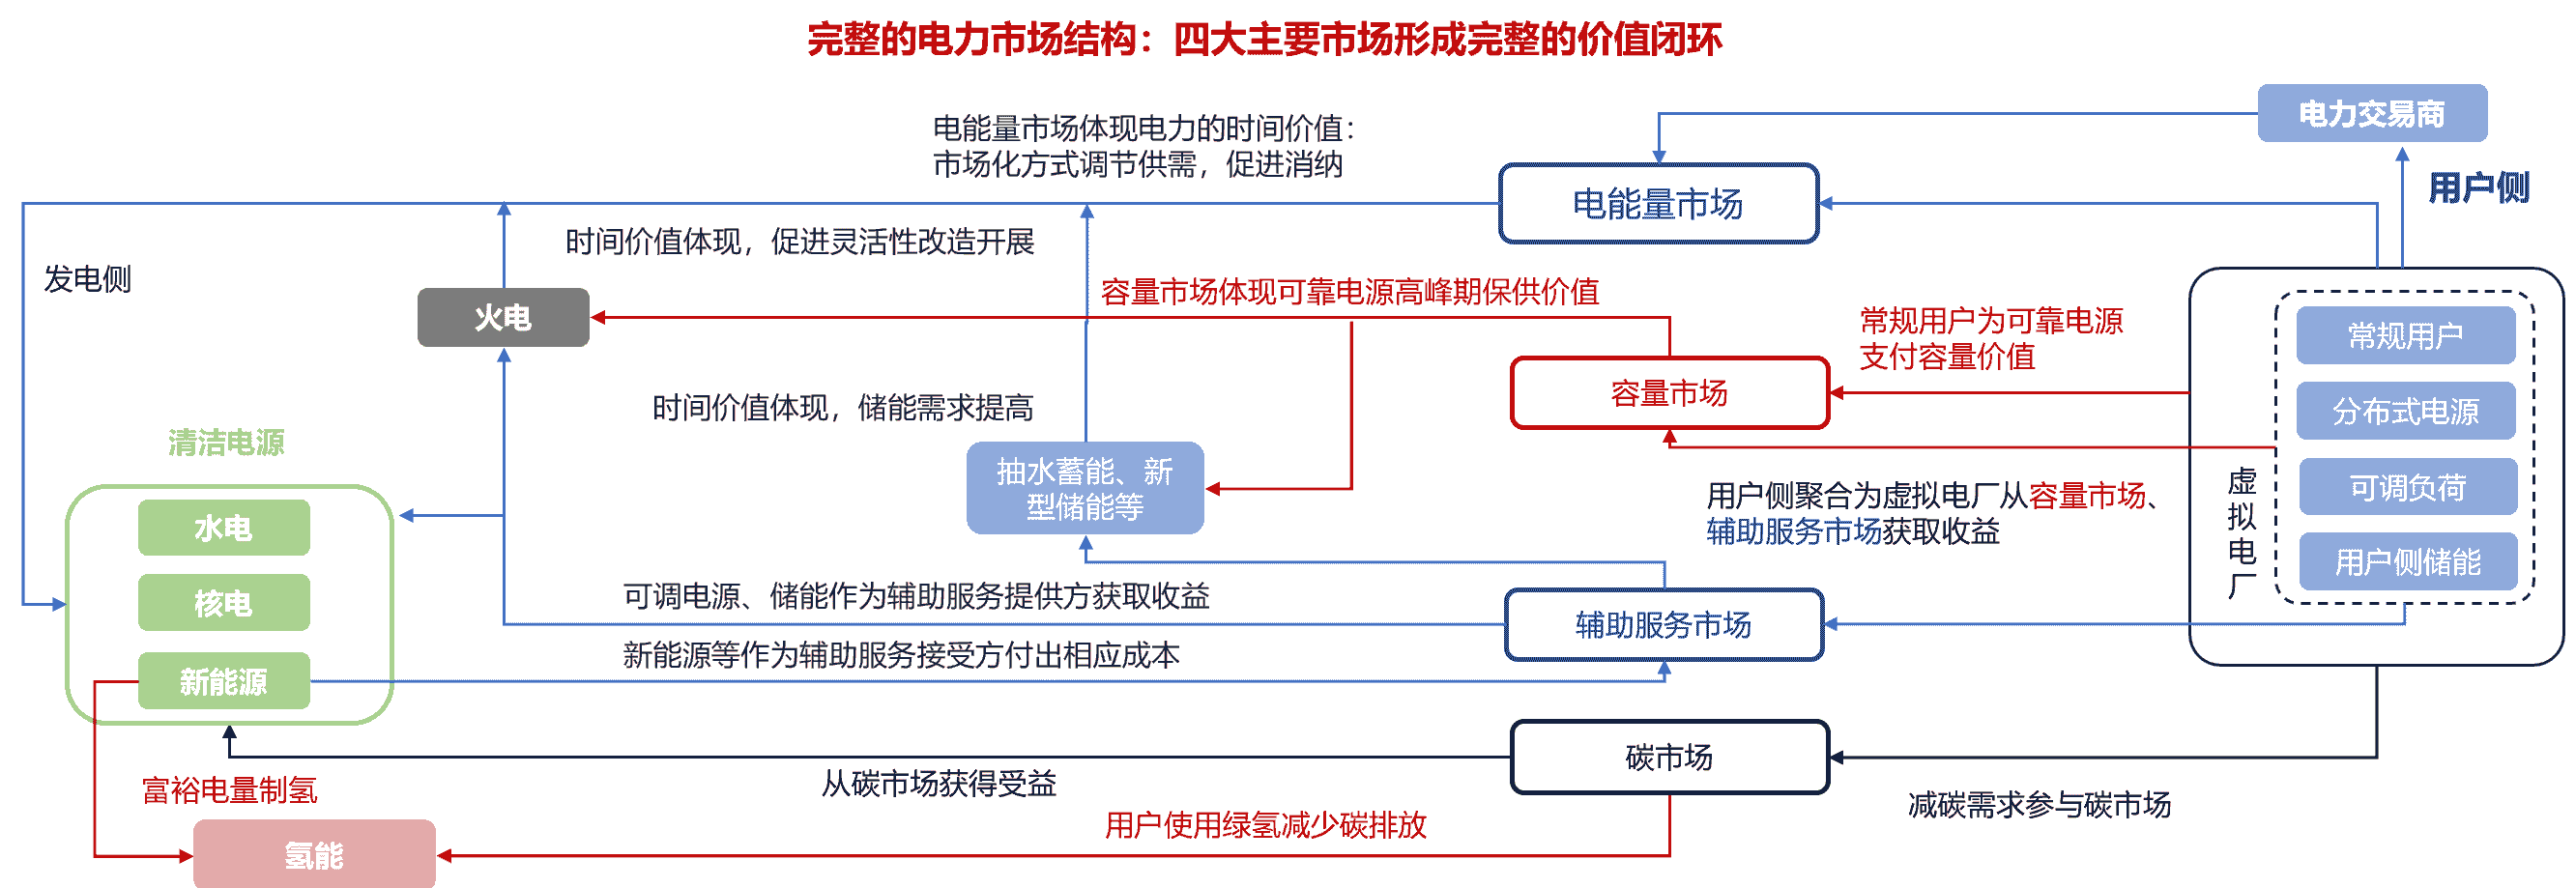 完整的电力市场结构：四大主要市场形成完整的价值闭环
电力交易商
电能量市场体现电力的时间价值：
市场化方式调节供需，促进消纳
用户侧
电能量市场
时间价值体现，促进灵活性改造开展
发电侧
容量市场体现可靠电源高峰期保供价值
火电
常规用户为可靠电源
支付容量价值
常规用户
容量市场
时间价值体现，储能需求提高
分布式电源
清洁电源
抽水蓄能、新
型储能等
用户侧聚合为虚拟电厂从容量市场、
辅助服务市场获取收益
虚
拟
电
厂
可调负荷
水电
用户侧储能
核电
可调电源、储能作为辅助服务提供方获取收益
辅助服务市场
新能源等作为辅助服务接受方付出相应成本
新能源
碳市场
从碳市场获得受益
富裕电量制氢
减碳需求参与碳市场
用户使用绿氢减少碳排放
氢能